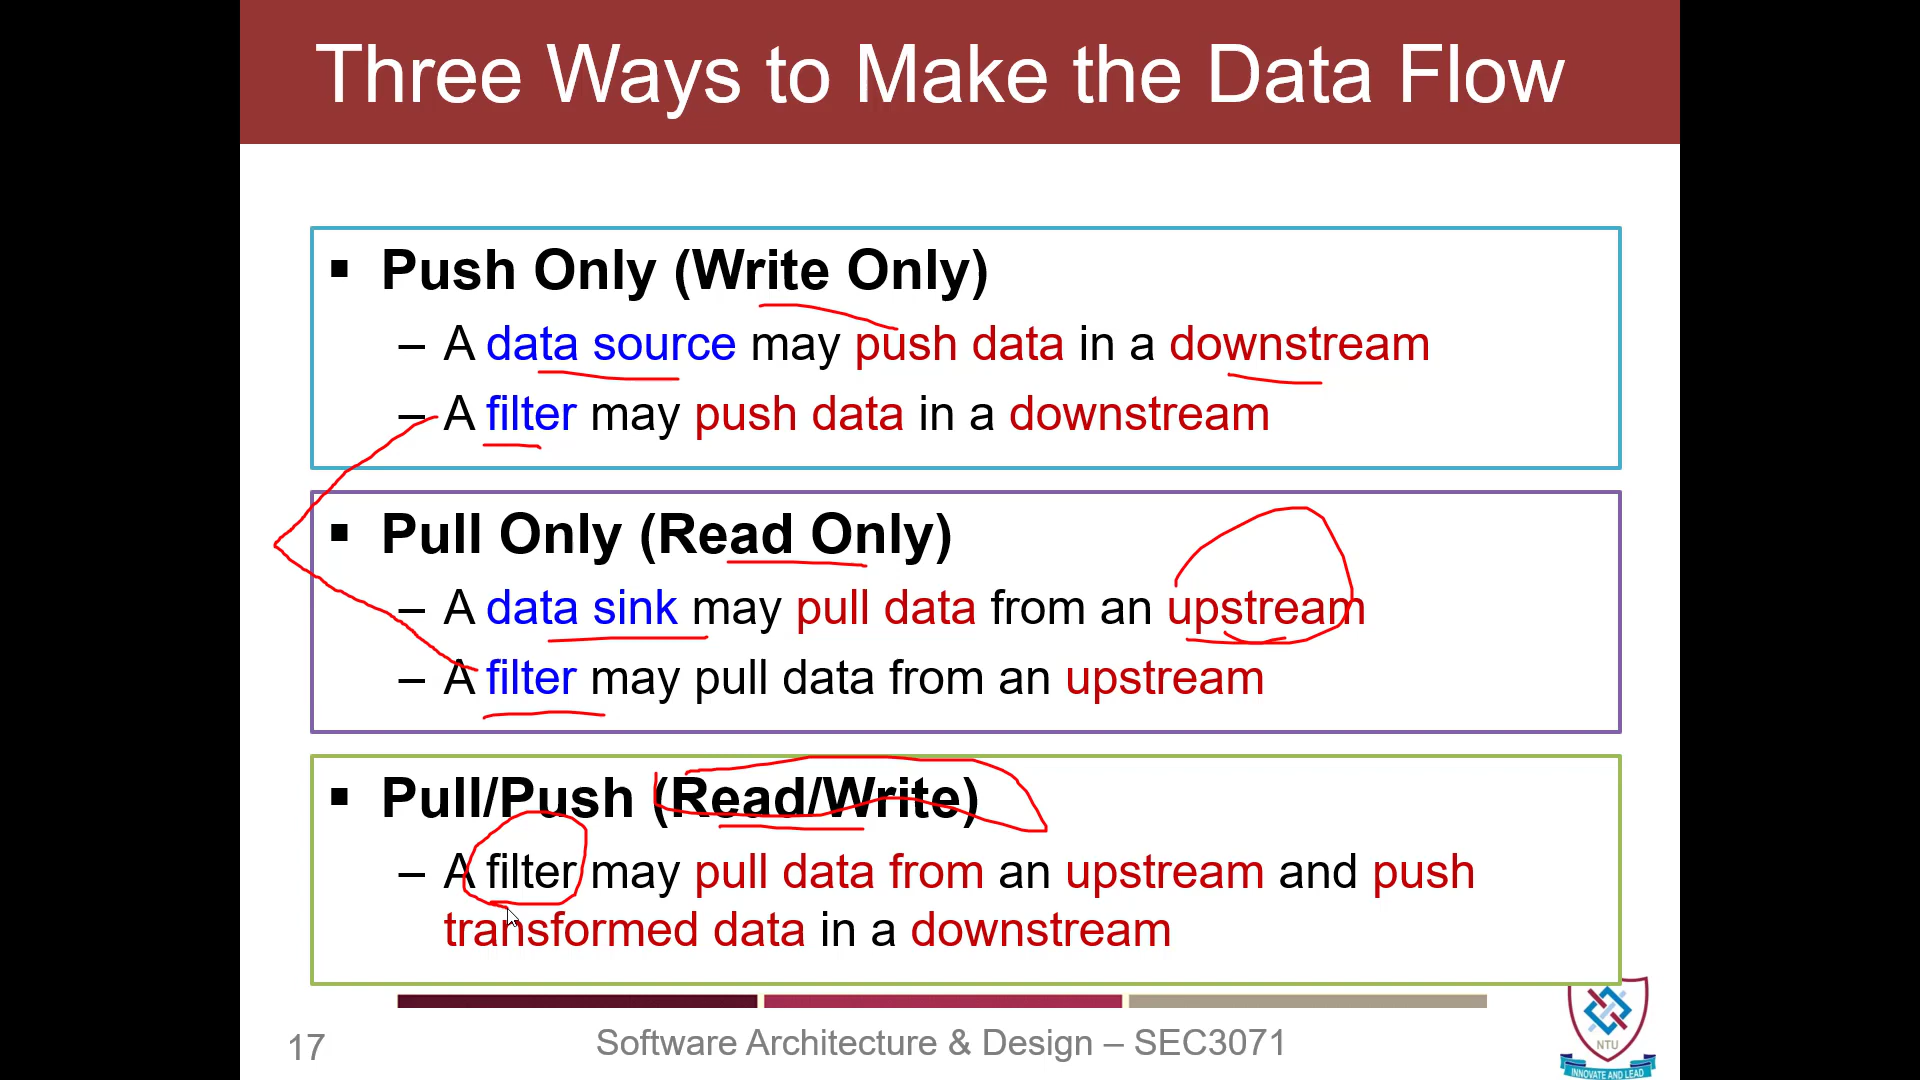 Three Ways to Make the Data Flow
▪ Push Only (Write Only)
– A data source may push data in a downstream
– A filter may push data in a downstream
▪ Pull Only (Read Only)
– A data sink may pull data from an upstream
– A filter may pull data from an upstream
▪ Pull/Push (Read/Write)
– A filter may pull data from an upstream and push
transformed data in a downstream
17
Software Architecture & Design – SEC3071
NTU
INNOVATE AND LEAD